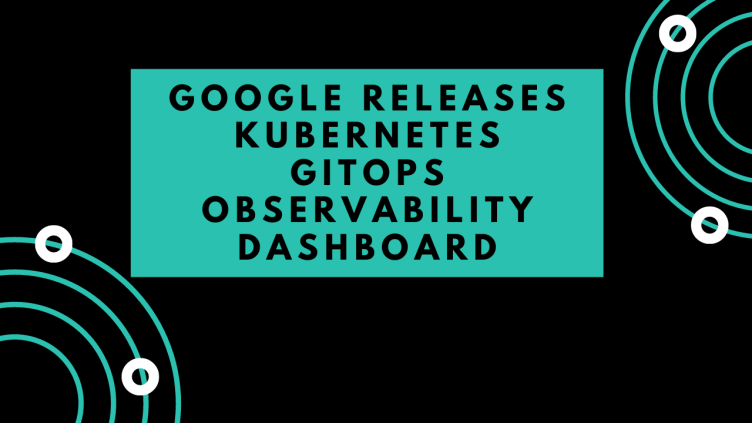 GOOGLE RELEASES
KUBERNETES
GITOPS
OBSERVABILITY
DASHBOARD